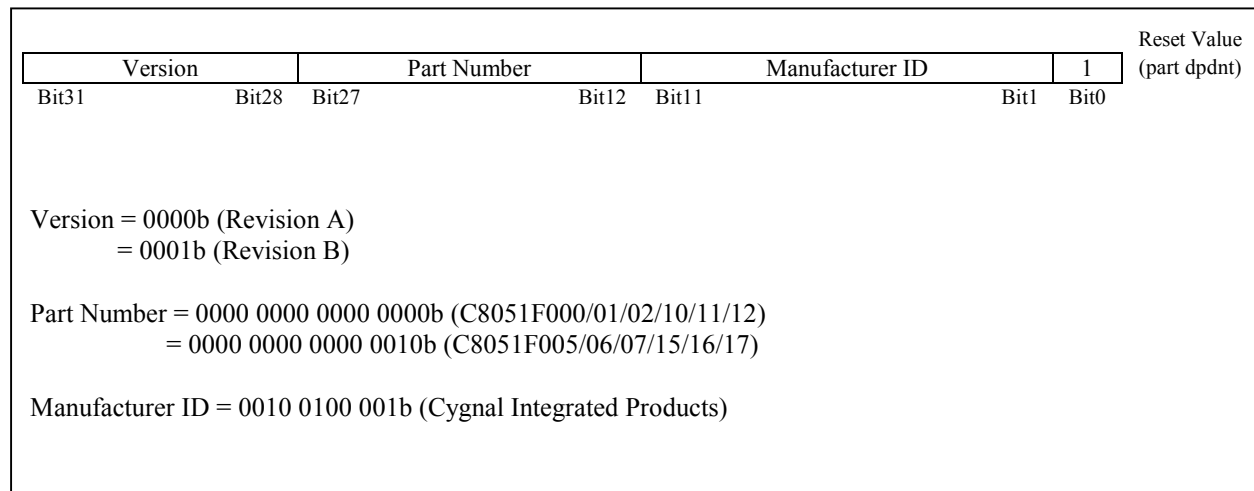 Reset Value
Version Part Number Manufacturer ID 1 (part dpdnt)
Bit31 Bit28 Bit27 Bit12 Bit11 Bit1 Bit0
Version = 0000b (Revision A)
= 0001b (Revision B)
Part Number = 0000 0000 0000 0000b (C8051F000/01/02/10/11/12)
= 0000 0000 0000 0010b (C8051F005/06/07/15/16/17)
Manufacturer ID = 0010 0100 001b (Cygnal Integrated Products)